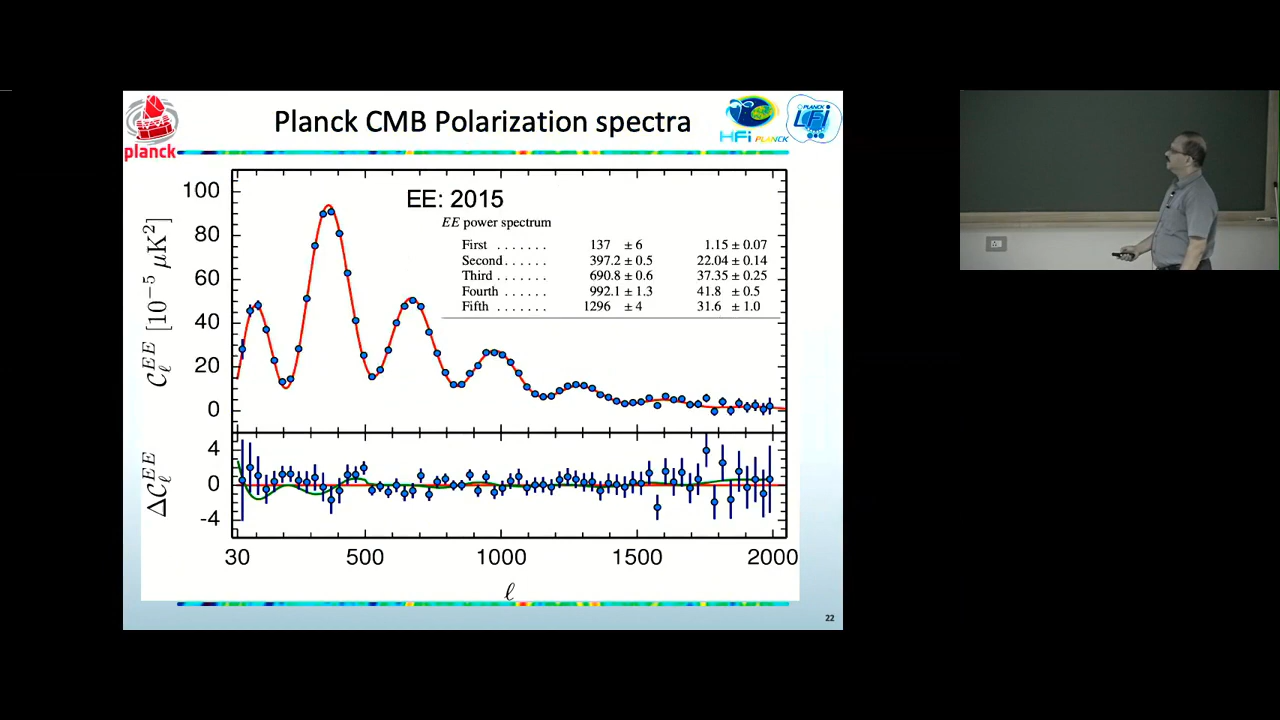 Planck CMB Polarization spectra
planck
HFi PLANCK
PLANCK
LFI
EE: 2015
EE power spectrum
First . . . . . . . 137 ± 6 1.15 ± 0.07
Second . . . . . . 397.2 ± 0.5 22.04 ± 0.14
Third . . . . . . . 690.8 ± 0.6 37.35 ± 0.25
Fourth . . . . . . . 992.1 ± 1.3 41.8 ± 0.5
Fifth . . . . . . . 1296 ± 4 31.6 ± 1.0
C_ℓ^{EE} [10^{-5} μK^2]
100
80
60
40
20
0
ΔC_ℓ^{EE}
4
0
-4
30 500 1000 1500 2000
ℓ
22